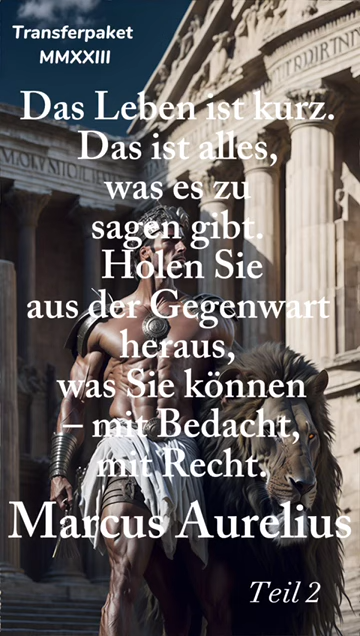 Transferpaket
MMXXIII
Das Leben ist kurz.
Das ist alles,
was es zu
sagen gibt.
Holen Sie
aus der Gegenwart
heraus,
was Sie können
– mit Bedacht,
mit Recht.
Marcus Aurelius
Teil 2